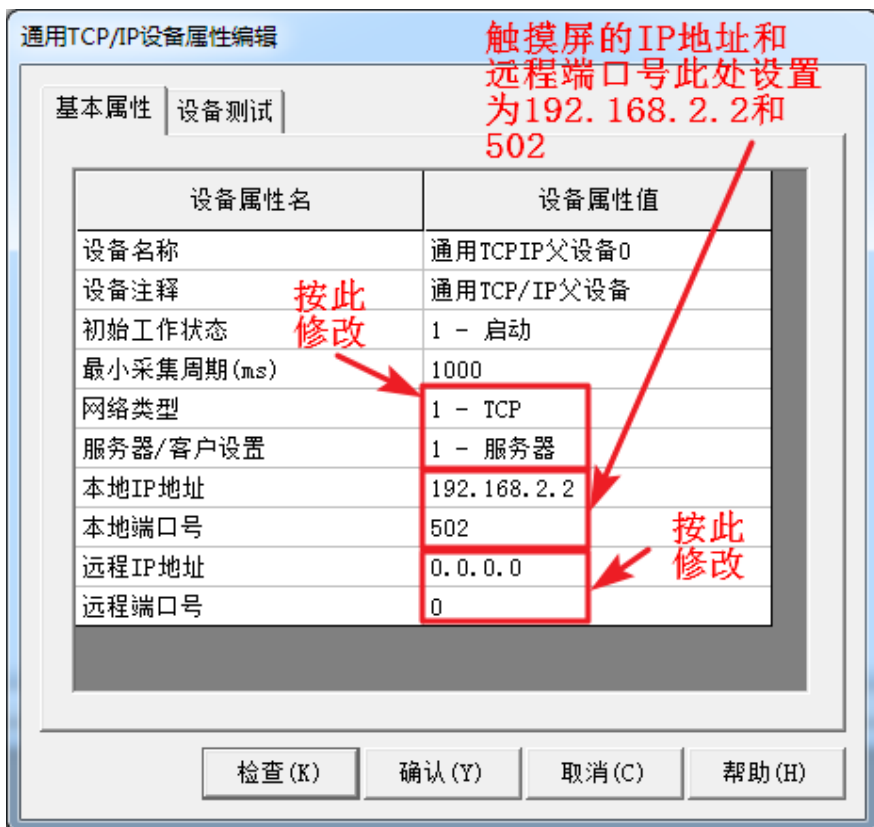 通用TCP/IP设备属性编辑
触摸屏的IP地址和
远程端口号此处设置
为192.168.2.2和
502
基本属性 设备测试
设备属性名 设备属性值
设备名称 通用TCPIP父设备0
设备注释 通用TCP/IP父设备
按此
修改
初始工作状态 1 - 启动
最小采集周期(ms) 1000
网络类型 1 - TCP
服务器/客户设置 1 - 服务器
本地IP地址 192.168.2.2
本地端口号 502
按此
修改
远程IP地址 0.0.0.0
远程端口号 0
检查(K) 确认(Y) 取消(C) 帮助(H)